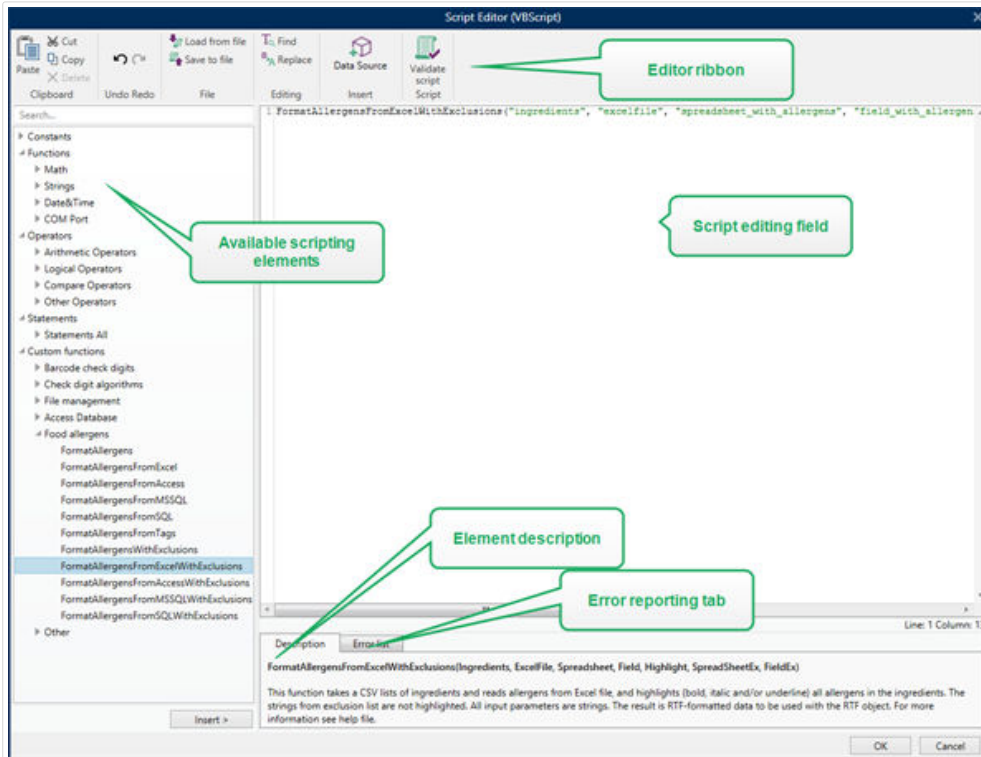 Script Editor (VBScript)
Paste
Cut
Copy
Delete
Clipboard
Undo Redo
Load from file
Save to file
File
Find
Replace
Editing
Data Source
Insert
Validate
script
Script
Editor ribbon
Search...
Constants
Functions
Math
Strings
Date&Time
COM Port
Operators
Arithmetic Operators
Logical Operators
Compare Operators
Other Operators
Statements
Statements All
Custom functions
Barcode check digits
Check digit algorithms
File management
Access Database
Food allergens
FormatAllergens
FormatAllergensFromExcel
FormatAllergensFromAccess
FormatAllergensFromMSSQL
FormatAllergensFromSQL
FormatAllergensFromTags
FormatAllergensWithExclusions
FormatAllergensFromExcelWithExclusions
FormatAllergensFromAccessWithExclusions
FormatAllergensFromMSSQLWithExclusions
FormatAllergensFromSQLWithExclusions
Other
Insert >
Available scripting
elements
1 FormatAllergensFromExcelWithExclusions("ingredients", "excelfile", "spreadsheet_with_allergens", "field_with_allergen
Script editing field
Element description
Error reporting tab
Line: 1 Column: 1
Description
Error list
FormatAllergensFromExcelWithExclusions(Ingredients, ExcelFile, Spreadsheet, Field, Highlight, SpreadSheetEx, FieldEx)
This function takes a CSV lists of ingredients and reads allergens from Excel file, and highlights (bold, italic and/or underline) all allergens in the ingredients. The
strings from exclusion list are not highlighted. All input parameters are strings. The result is RTF-formatted data to be used with the RTF object. For more
information see help file.
OK
Cancel